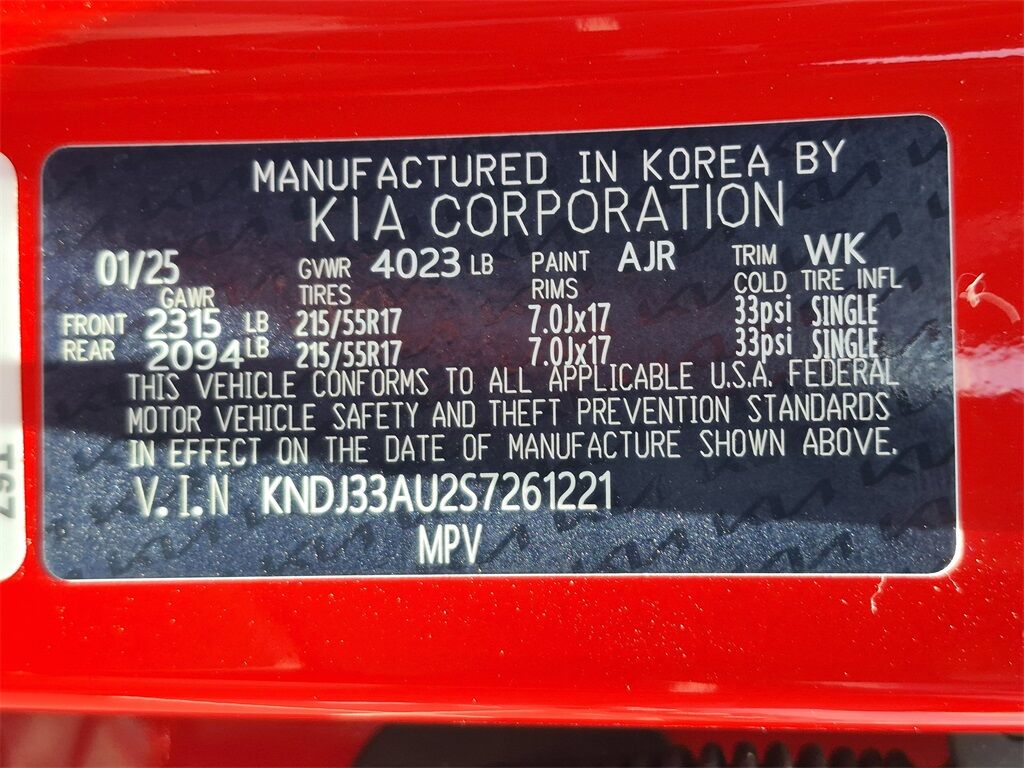 MANUFACTURED IN KOREA BY
KIA CORPORATION
01/25 GVWR 4023 LB PAINT AJR TRIM WK
GAWR TIRES RIMS COLD TIRE INFL
FRONT 2315 LB 215/55R17 7.0Jx17 33psi SINGLE
REAR 2094 LB 215/55R17 7.0Jx17 33psi SINGLE
THIS VEHICLE CONFORMS TO ALL APPLICABLE U.S.A. FEDERAL
MOTOR VEHICLE SAFETY AND THEFT PREVENTION STANDARDS
IN EFFECT ON THE DATE OF MANUFACTURE SHOWN ABOVE.
V.I.N KNDJ33AU2S7261221
MPV